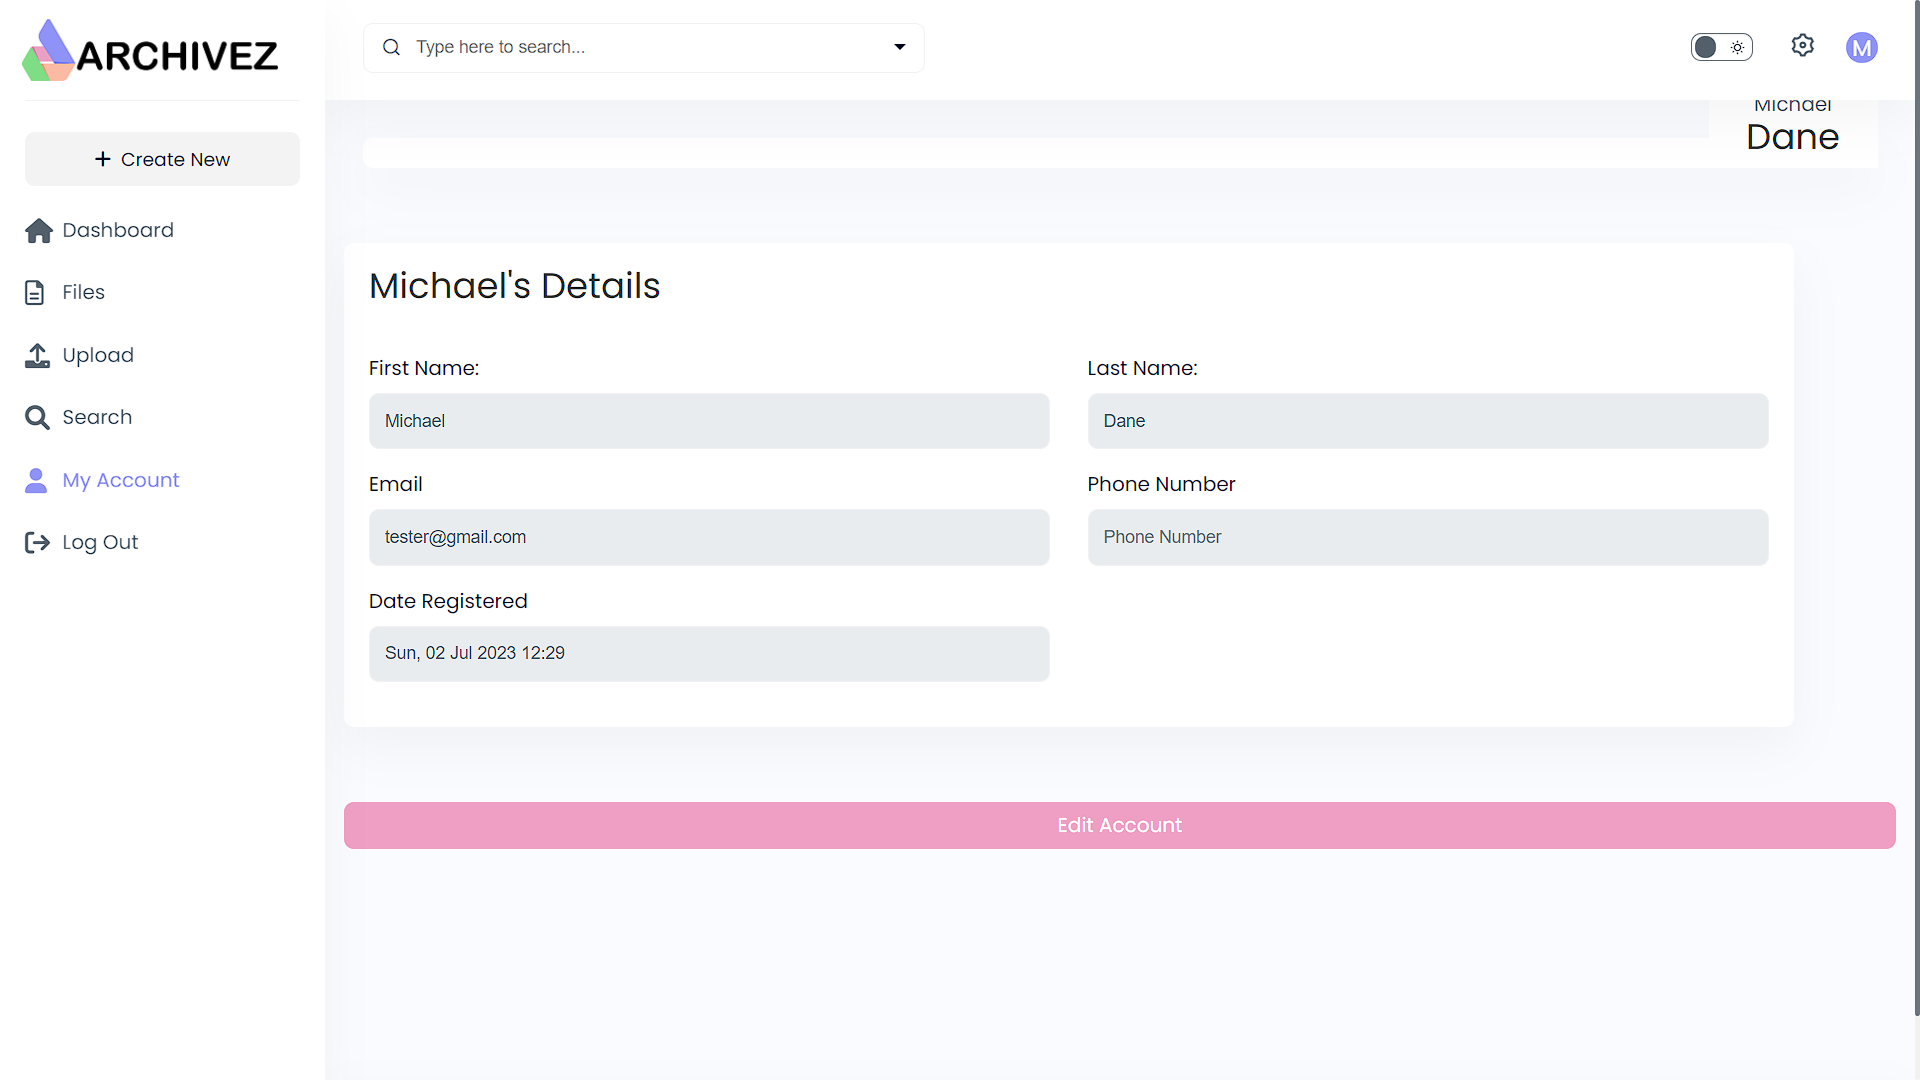 ARCHIVEZ
Type here to search...
M
Michael
Dane
Create New
Dashboard
Files
Upload
Search
My Account
Log Out
Michael's Details
First Name:
Last Name:
Michael
Dane
Email
Phone Number
tester@gmail.com
Phone Number
Date Registered
Sun, 02 Jul 2023 12:29
Edit Account